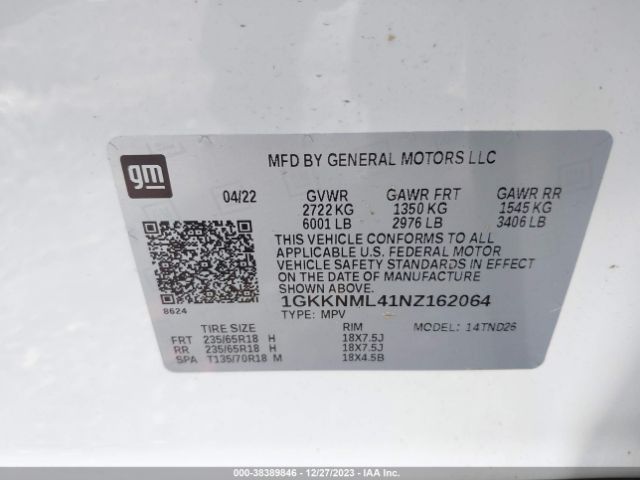 gm
MFD BY GENERAL MOTORS LLC
04/22 GVWR GAWR FRT GAWR RR
2722 KG 1350 KG 1545 KG
6001 LB 2976 LB 3406 LB
THIS VEHICLE CONFORMS TO ALL
APPLICABLE U.S. FEDERAL MOTOR
VEHICLE SAFETY STANDARDS IN EFFECT
ON THE DATE OF MANUFACTURE
SHOWN ABOVE.
8624
1GKKNML41NZ162064
TYPE: MPV MODEL: 14TND26
TIRE SIZE RIM
FRT 235/65R18 H 18X7.5J
RR 235/65R18 H 18X7.5J
SPA T135/70R18 M 18X4.5B
000-38389846 - 12/27/2023 - IAAI.COM